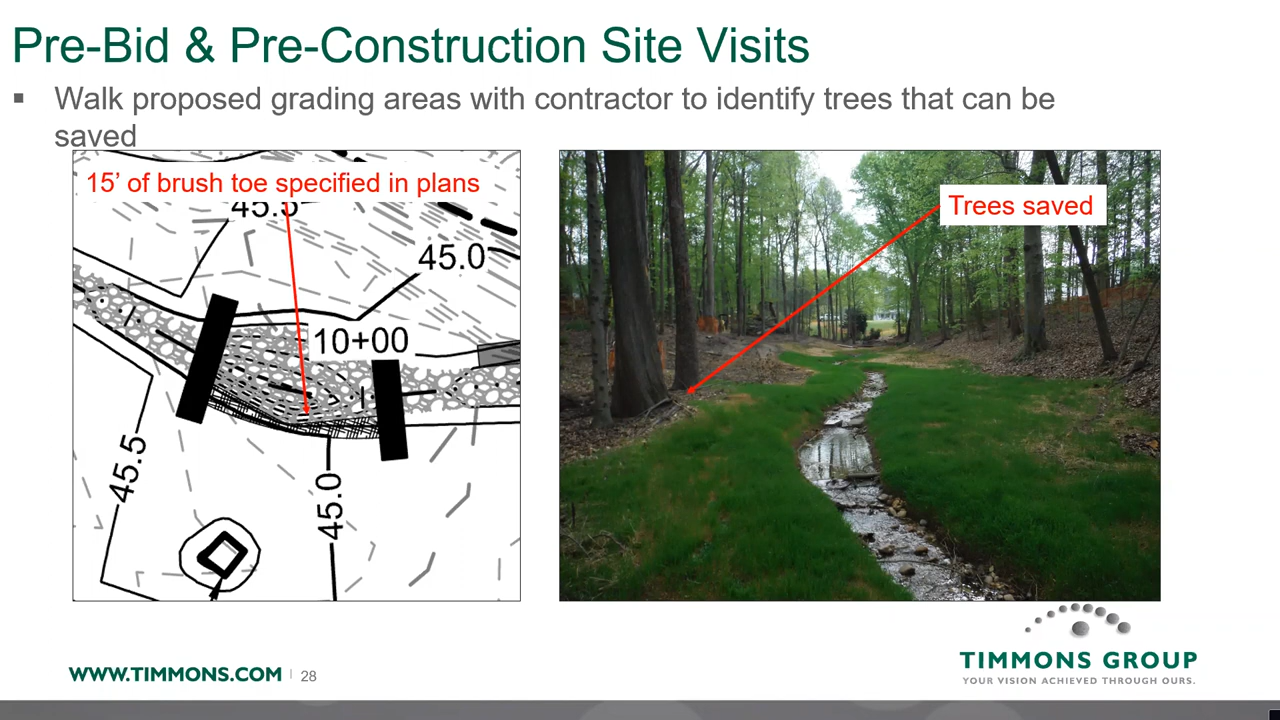 Pre-Bid & Pre-Construction Site Visits
▪ Walk proposed grading areas with contractor to identify trees that can be
saved
15’ of brush toe specified in plans
45.5
45.0
10+00
45.5
45.0
Trees saved
WWW.TIMMONS.COM | 28
TIMMONS GROUP
YOUR VISION ACHIEVED THROUGH OURS.